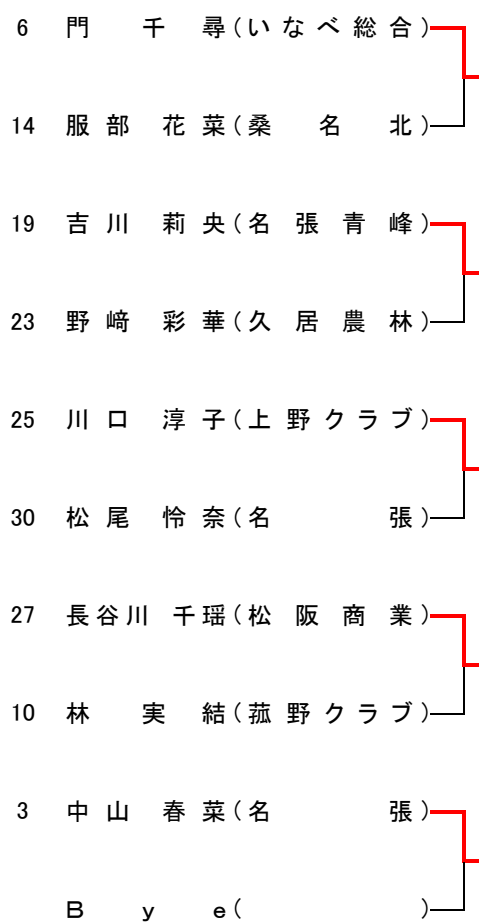 6 門 千 尋(いなべ総合)
14 服部 花菜(桑名北)
19 吉川 莉央(名張青峰)
23 野﨑 彩華(久居農林)
25 川口 淳子(上野クラブ)
30 松尾 怜奈(名張)
27 長谷川 千瑶(松阪商業)
10 林 実結(菰野クラブ)
3 中山 春菜(名張)
Ｂｙｅ( )